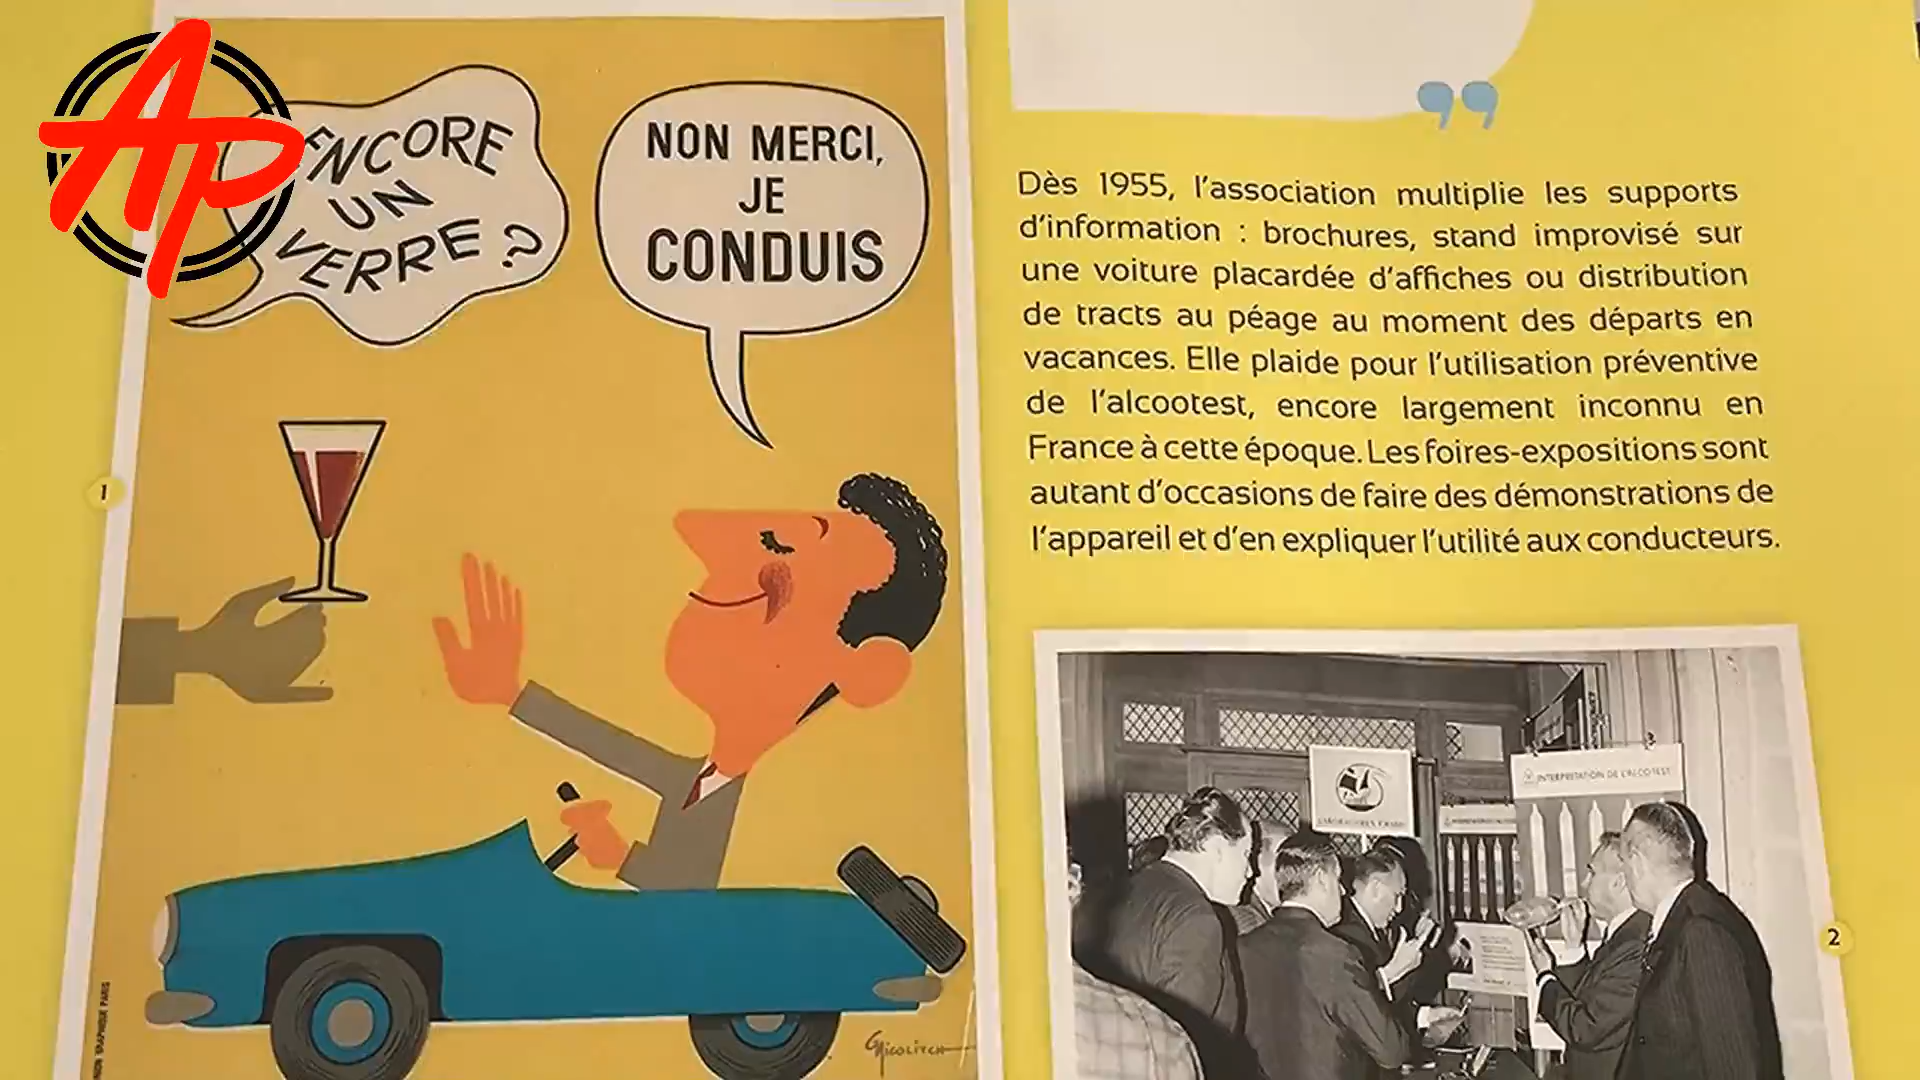 AP
ENCORE
UN
VERRE?
NON MERCI,
JE
CONDUIS
1
Dès 1955, l'association multiplie les supports
d'information : brochures, stand improvisé sur
une voiture placardée d'affiches ou distribution
de tracts au péage au moment des départs en
vacances. Elle plaide pour l'utilisation préventive
de l'alcootest, encore largement inconnu en
France à cette époque. Les foires-expositions sont
autant d'occasions de faire des démonstrations de
l'appareil et d'en expliquer l'utilité aux conducteurs.
INTERPRETATION DE L'ALCOTEST
2
GRAPHIQUE PARIS